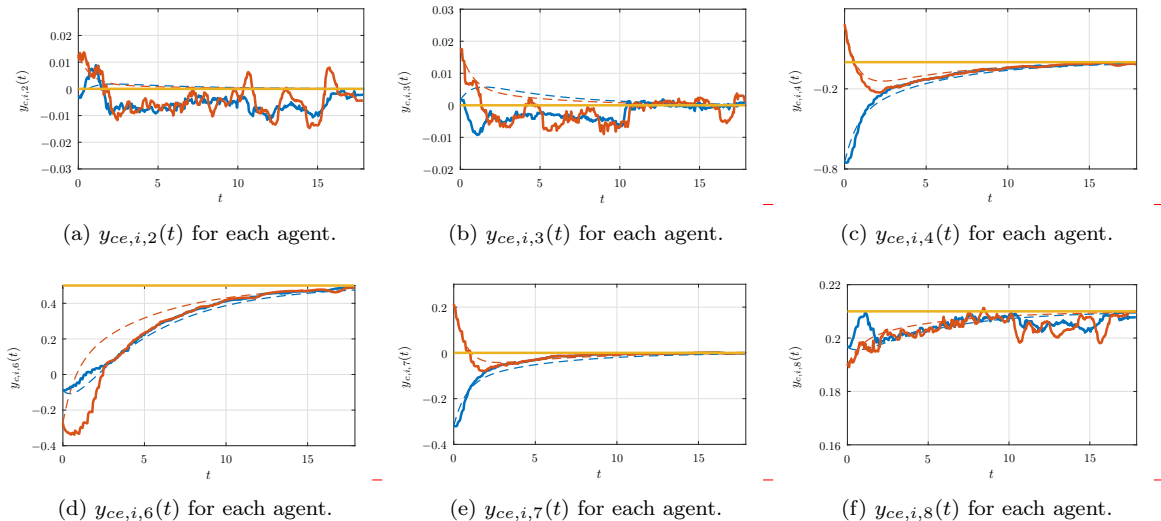 0.03
0.01
0
−0.01
−0.03
y_{c,i,2}(t)
0 5 10 15
t
(a) y_{ce,i,2}(t) for each agent.
0.03
0.02
0.01
0
−0.01
0.02
y_{c,i,3}(t)
0 5 10 15
t
(b) y_{ce,i,3}(t) for each agent.
−0.2
−0.8
y_{c,i,4}(t)
0 5 10 15
t
(c) y_{ce,i,4}(t) for each agent.
0.4
0.2
0
−0.2
−0.4
y_{c,i,6}(t)
0 5 10 15
t
(d) y_{ce,i,6}(t) for each agent.
0.2
0
−0.2
−0.4
y_{c,i,7}(t)
0 5 10 15
t
(e) y_{ce,i,7}(t) for each agent.
0.22
0.2
0.18
0.16
y_{c,i,8}(t)
0 5 10 15
t
(f) y_{ce,i,8}(t) for each agent.